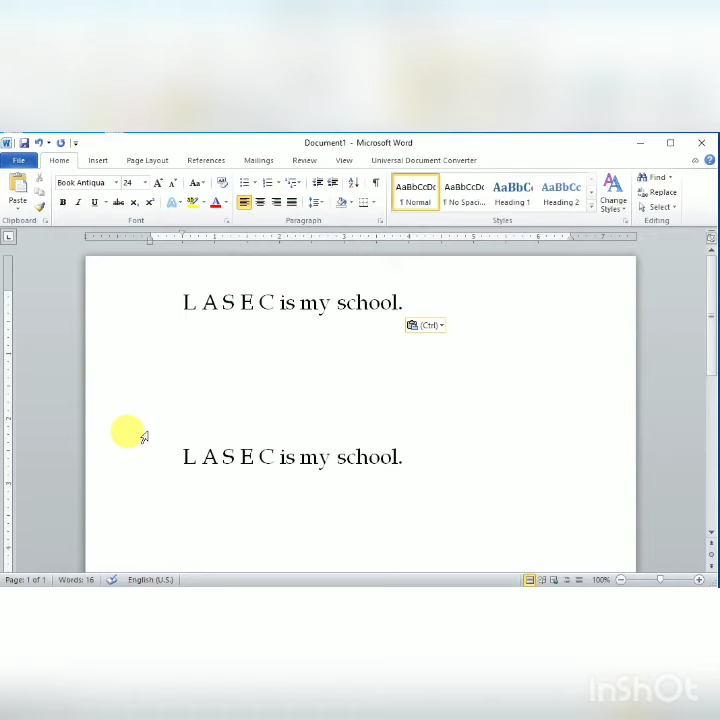 Document1 - Microsoft Word
File Home Insert Page Layout References Mailings Review View Universal Document Converter
Paste
Book Antiqua 24
AaBbCcDc AaBbCcDc AaBbC AaBbCc
¶ Normal ¶ No Spaci... Heading 1 Heading 2
Change Styles
Find
Replace
Select
Clipboard Font Paragraph Styles Editing
L A S E C is my school.
(Ctrl)
L A S E C is my school.
Page: 1 of 1 Words: 16 English (U.S.) 100%
InShOt